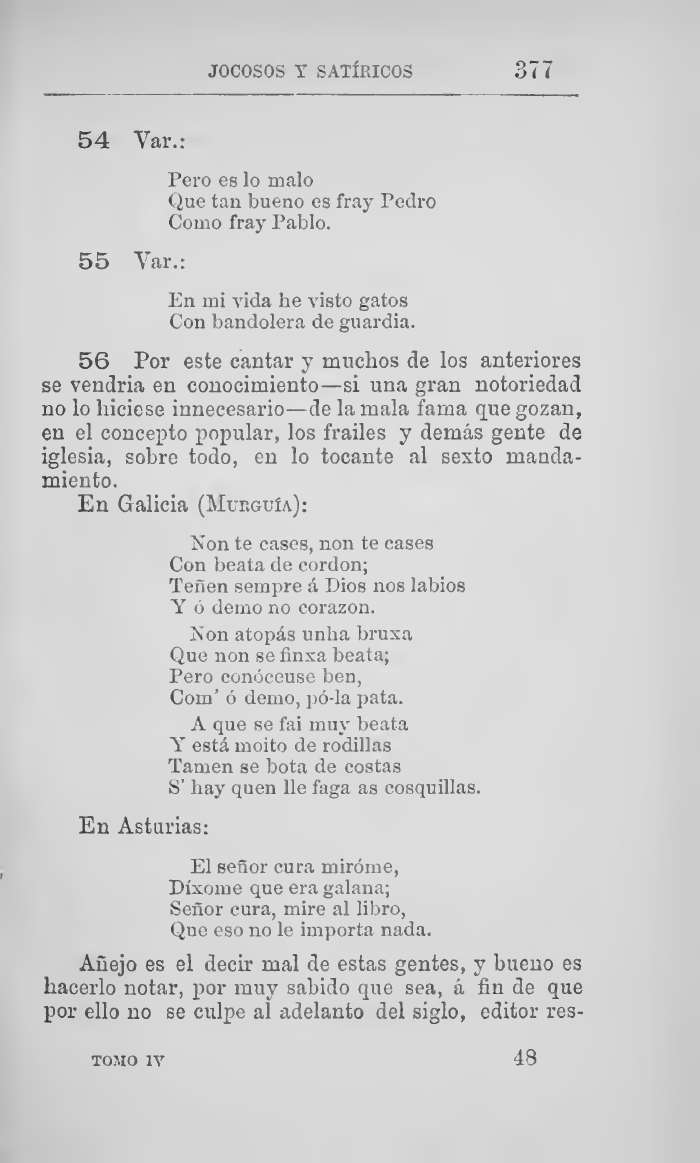 JOCOSOS Y SATÍRICOS 377
54 Var.:
Pero es lo malo
Que tan bueno es fray Pedro
Como fray Pablo.
55 Var.:
En mi vida he visto gatos
Con bandolera de guardia.
56 Por este cantar y muchos de los anteriores
se vendria en conocimiento—si una gran notoriedad
no lo hiciese innecesario—de la mala fama que gozan,
en el concepto popular, los frailes y demás gente de
iglesia, sobre todo, en lo tocante al sexto manda-
miento.
En Galicia (MURGUÍA):
Non te cases, non te cases
Con beata de cordon;
Teñen sempre á Dios nos labios
Y ó demo no corazon.
Non atopás unha bruxa
Que non se finxa beata;
Pero conóceuse ben,
Com' ó demo, pó-la pata.
A que se fai muy beata
Y está moito de rodillas
Tamen se bota de costas
S' hay quen lle faga as cosquillas.
En Asturias:
El señor cura miróme,
Díxome que era galana;
Señor cura, mire al libro,
Que eso no le importa nada.
Añejo es el decir mal de estas gentes, y bueno es
hacerlo notar, por muy sabido que sea, á fin de que
por ello no se culpe al adelanto del siglo, editor res-
TOMO IV 48